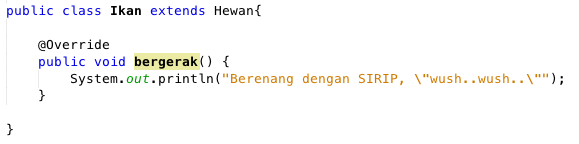 public class Ikan extends Hewan{
@Override
public void bergerak() {
System.out.println("Berenang dengan SIRIP, \"wush..wush..\"");
}
}